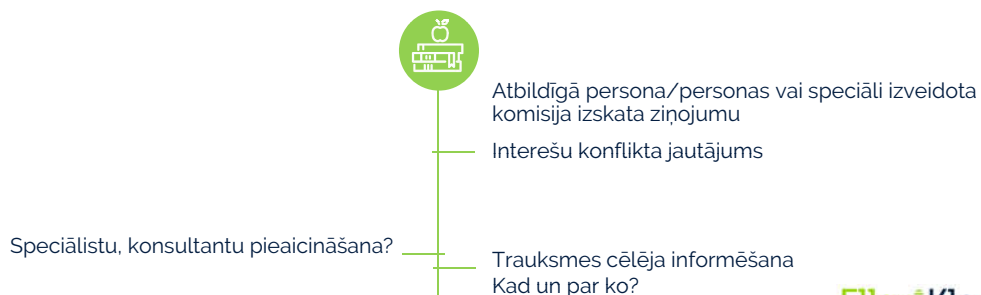 Atbildīgā persona/personas vai speciāli izveidota
komisija izskata ziņojumu
Interešu konflikta jautājums
Speciālistu, konsultantu pieaicināšana?
Trauksmes cēlēja informēšana
Kad un par ko?